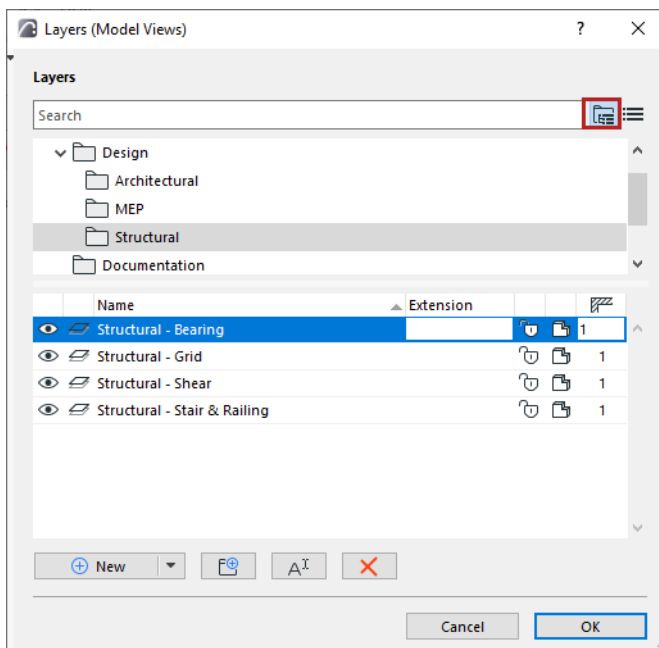 Layers (Model Views)
?
Layers
Search
Design
Architectural
MEP
Structural
Documentation
Name Extension
Structural - Bearing 1
Structural - Grid 1
Structural - Shear 1
Structural - Stair & Railing 1
New
Cancel OK